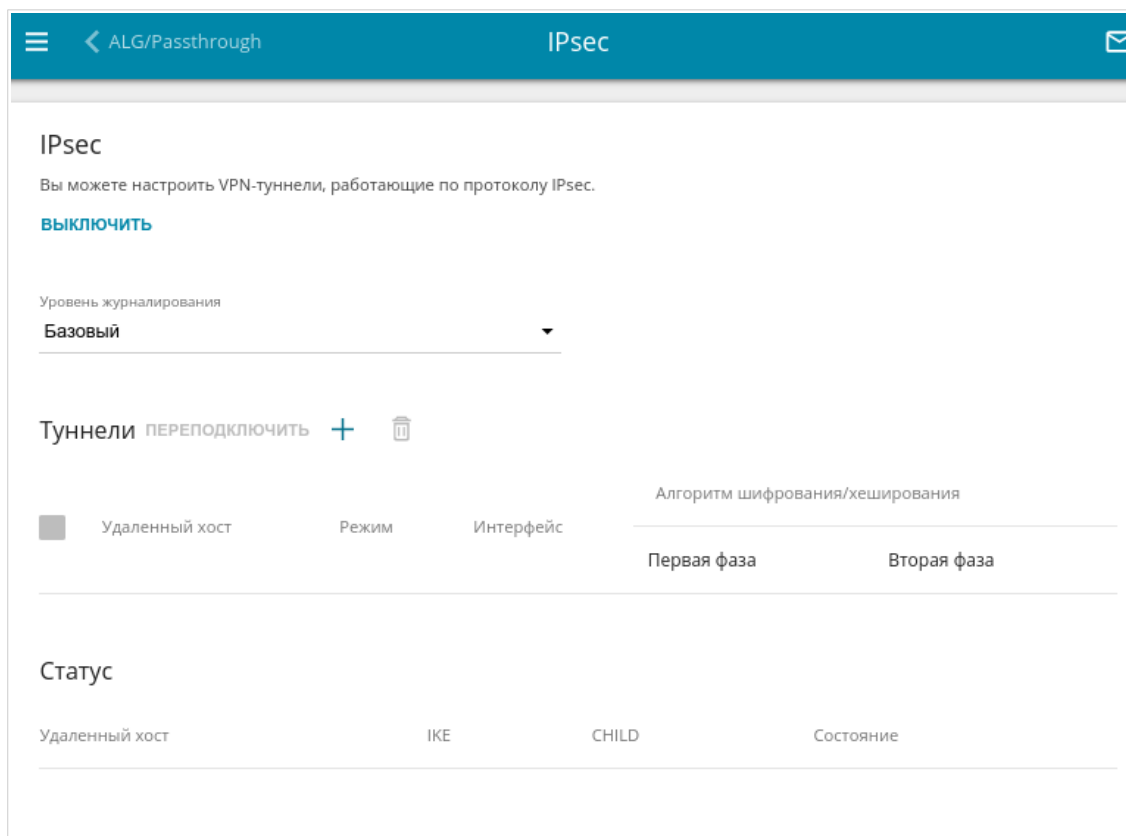 ALG/Passthrough
IPsec
IPsec
Вы можете настроить VPN-туннели, работающие по протоколу IPsec.
ВЫКЛЮЧИТЬ
Уровень журналирования
Базовый
Туннели ПЕРЕПОДКЛЮЧИТЬ
Алгоритм шифрования/хеширования
Удаленный хост Режим Интерфейс
Первая фаза Вторая фаза
Статус
Удаленный хост IKE CHILD Состояние